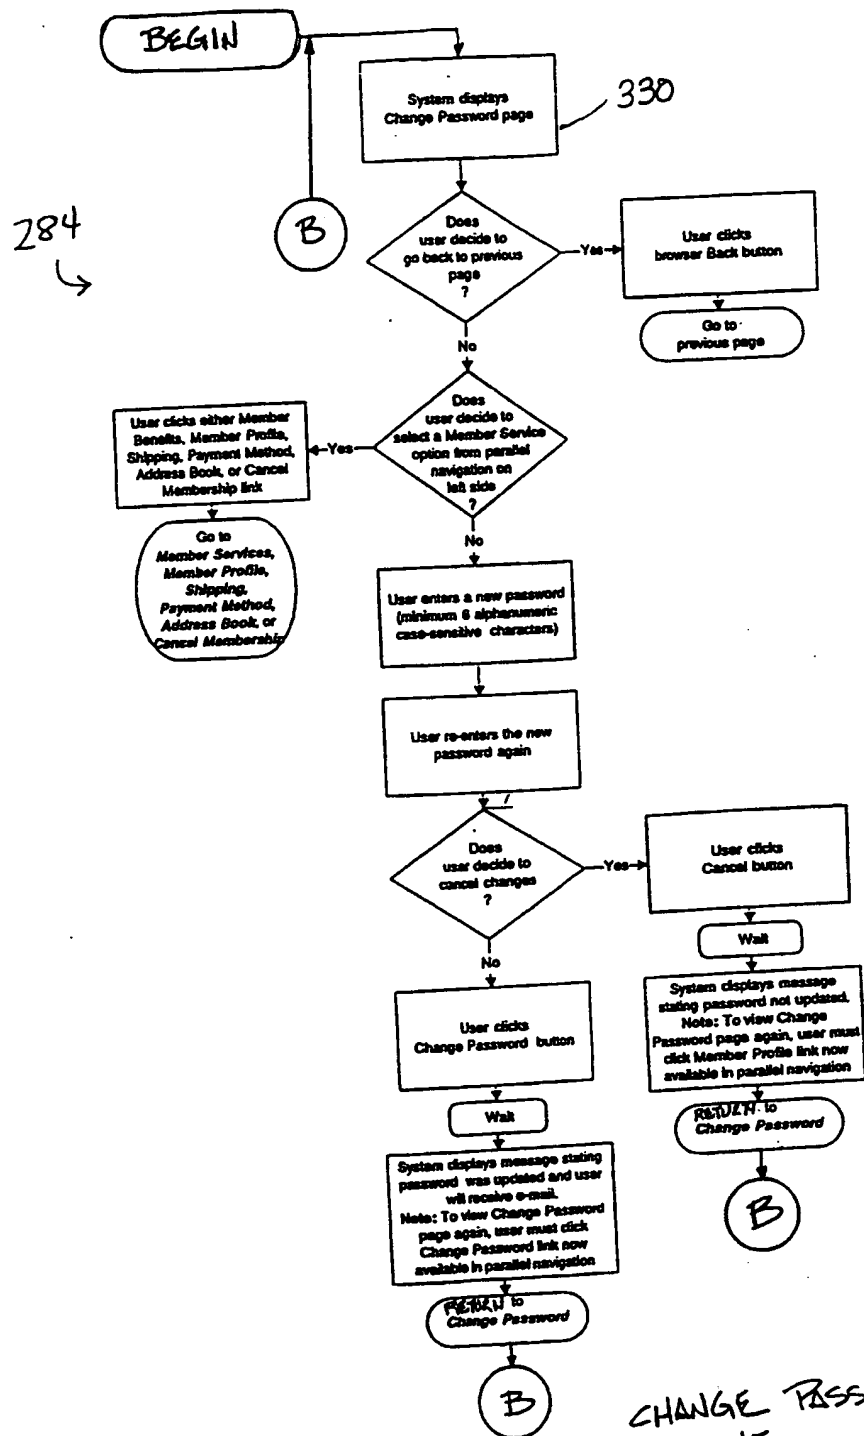 BEGIN
System displays
Change Password page
330
284
B
Does
user decide to
go back to previous
page
?
Yes
User clicks
browser Back button
Go to
previous page
No
Does
user decide to
select a Member Service
option from parallel
navigation on
left side
?
Yes
User clicks either Member
Benefits, Member Profile,
Shipping, Payment Method,
Address Book, or Cancel
Membership link
Go to
Member Services,
Member Profile,
Shipping,
Payment Method,
Address Book, or
Cancel Membership
No
User enters a new password
(minimum 6 alphanumeric
case-sensitive characters)
User re-enters the new
password again
Does
user decide to
cancel changes
?
Yes
User clicks
Cancel button
Wait
System displays message
stating password not updated.
Note: To view Change
Password page again, user must
click Member Profile link now
available in parallel navigation
RETURN to
Change Password
B
No
User clicks
Change Password button
Wait
System displays message stating
password was updated and user
will receive e-mail.
Note: To view Change Password
page again, user must click
Change Password link now
available in parallel navigation
RETURN to
Change Password
B
CHANGE PASS